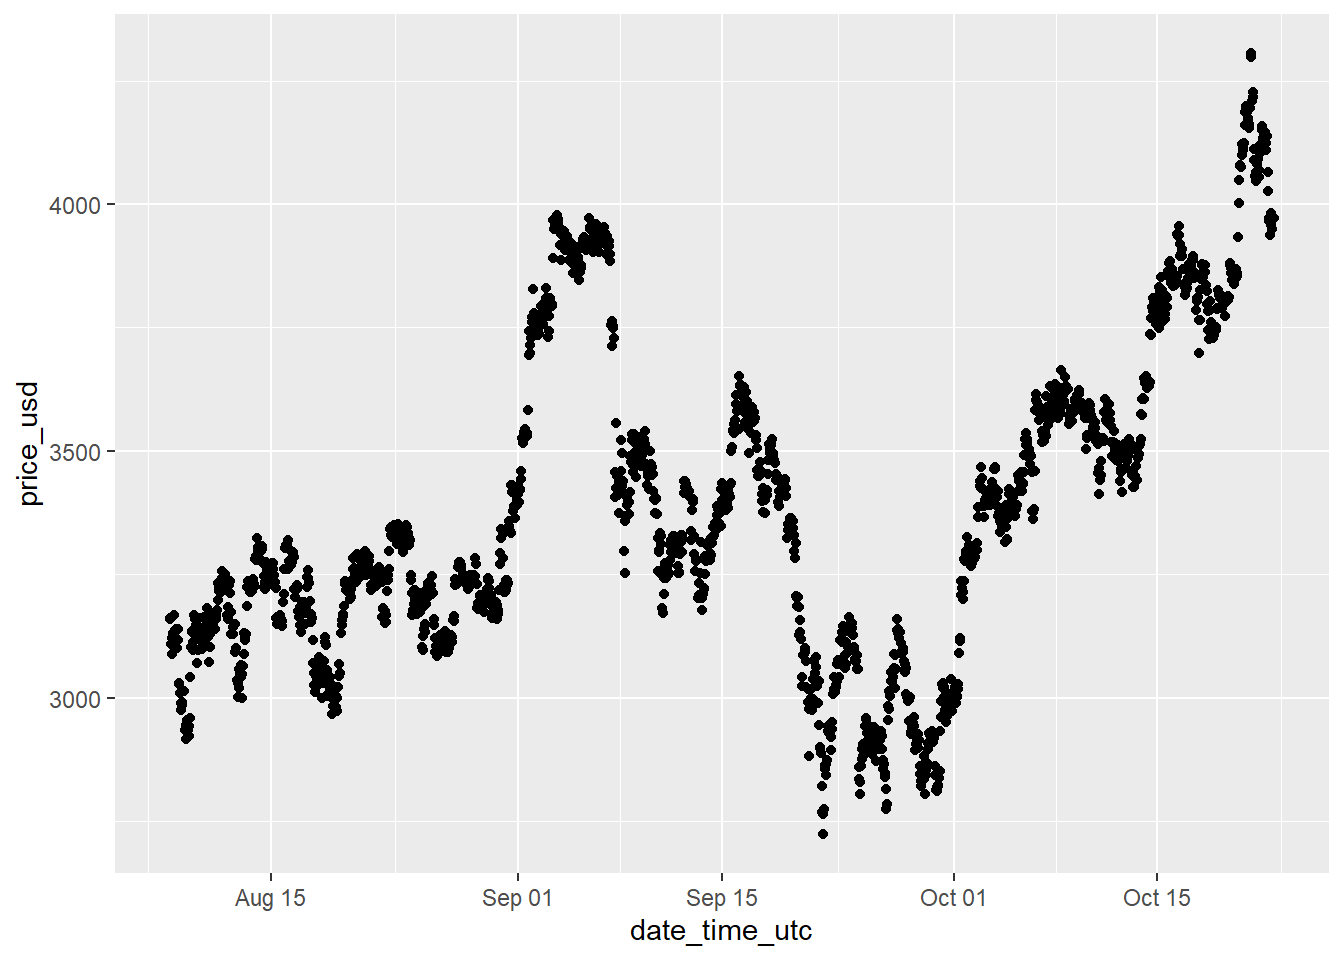 4000
3500
3000
price_usd
Aug 15
Sep 01
Sep 15
Oct 01
Oct 15
date_time_utc